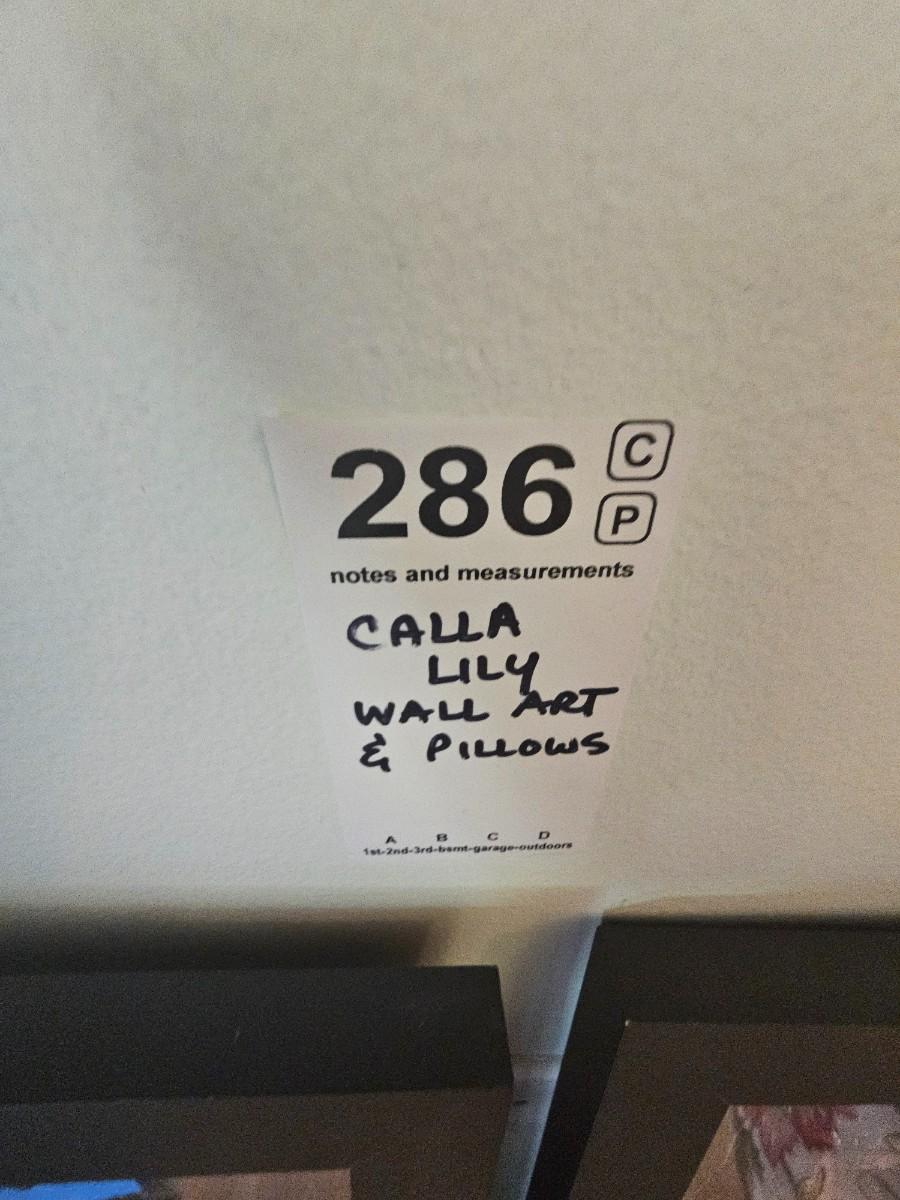 286 C
P
notes and measurements
CALLA
LILY
WALL ART
& PILLOWS
A B C D
1st-2nd-3rd-bsmt-garage-outdoors